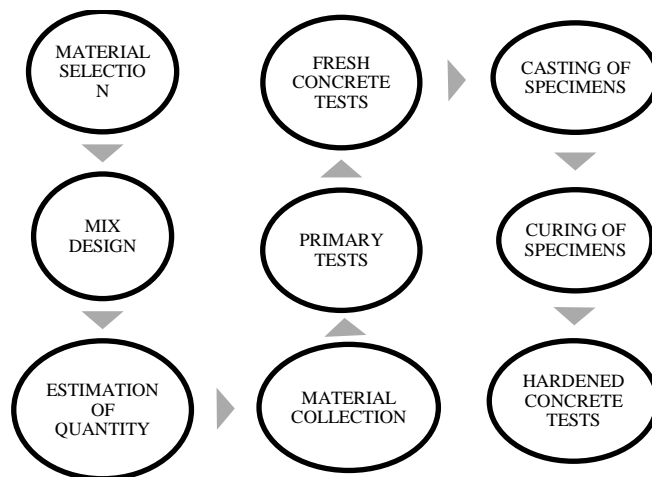 MATERIAL
SELECTIO
N
MIX
DESIGN
ESTIMATION
OF
QUANTITY
MATERIAL
COLLECTION
PRIMARY
TESTS
FRESH
CONCRETE
TESTS
CASTING OF
SPECIMENS
CURING OF
SPECIMENS
HARDENED
CONCRETE
TESTS